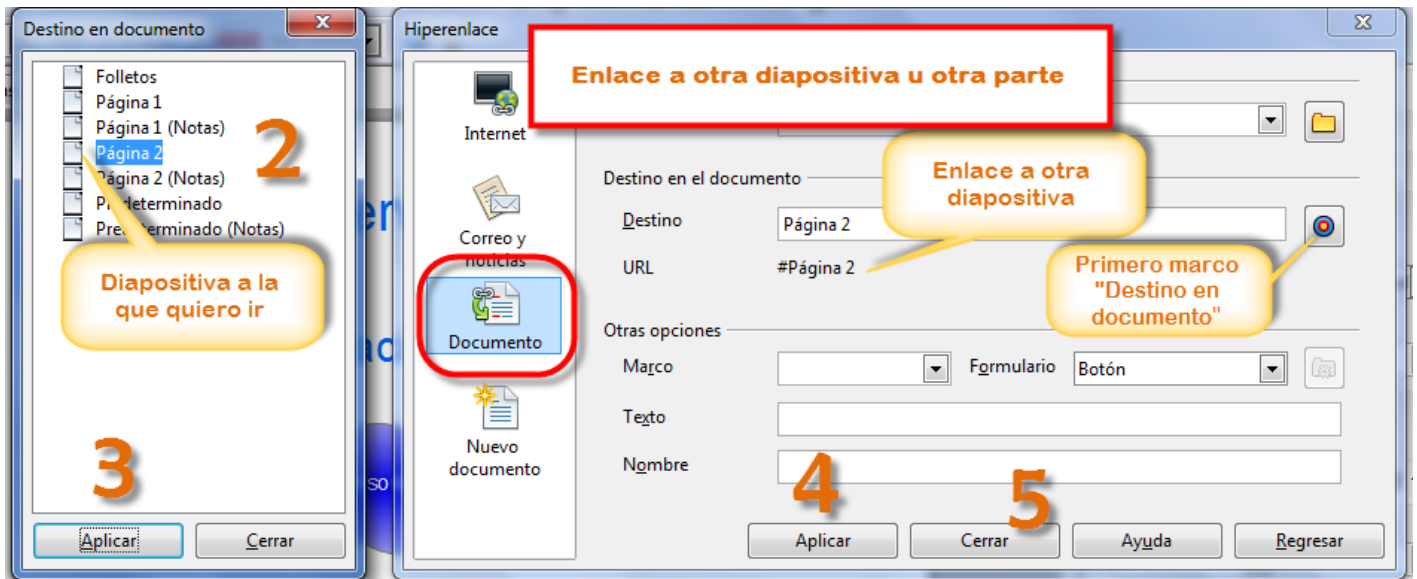 Destino en documento
Folletos
Página 1
Página 1 (Notas)
Página 2
Página 2 (Notas)
Predeterminado
Predeterminado (Notas)
2
Diapositiva a la
que quiero ir
3
Aplicar
Cerrar
so
Hiperenlace
Enlace a otra diapositiva u otra parte
Internet
Correo y
noticias
Documento
Nuevo
documento
Enlace a otra
diapositiva
Destino en el documento
Destino
Página 2
URL
#Página 2
Primero marco
"Destino en
documento"
Otras opciones
Marco
Formulario
Botón
Texto
Nombre
4
5
Aplicar
Cerrar
Ayuda
Regresar